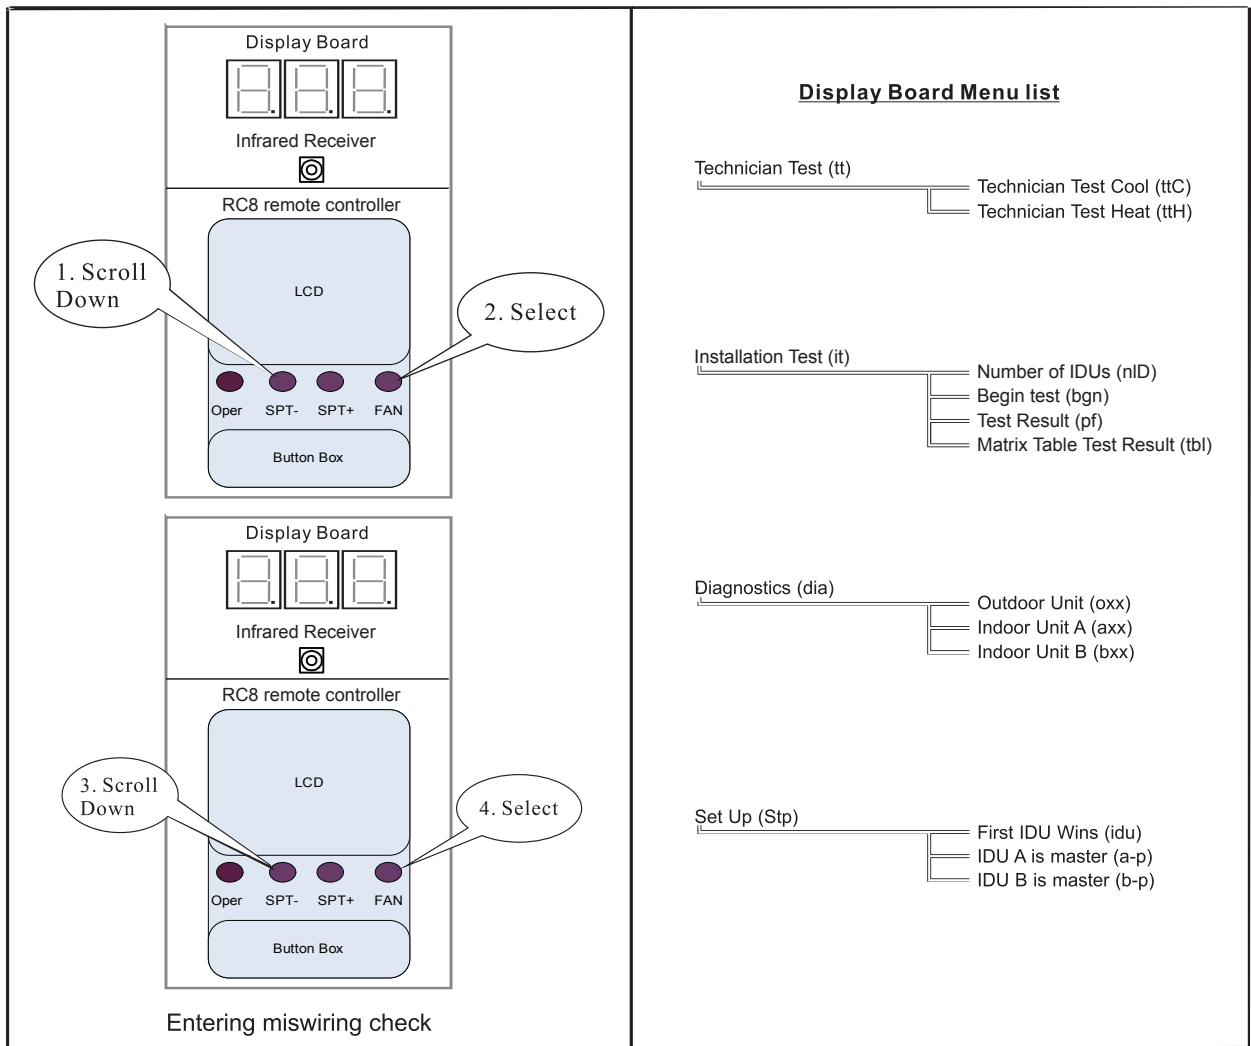 Display Board
Infrared Receiver
RC8 remote controller
1. Scroll
Down
LCD
2. Select
Oper SPT- SPT+ FAN
Button Box
Display Board
Infrared Receiver
RC8 remote controller
3. Scroll
Down
LCD
4. Select
Oper SPT- SPT+ FAN
Button Box
Entering miswiring check
Display Board Menu list
Technician Test (tt)
Technician Test Cool (ttC)
Technician Test Heat (ttH)
Installation Test (it)
Number of IDUs (nID)
Begin test (bgn)
Test Result (pf)
Matrix Table Test Result (tbl)
Diagnostics (dia)
Outdoor Unit (oxx)
Indoor Unit A (axx)
Indoor Unit B (bxx)
Set Up (Stp)
First IDU Wins (idu)
IDU A is master (a-p)
IDU B is master (b-p)